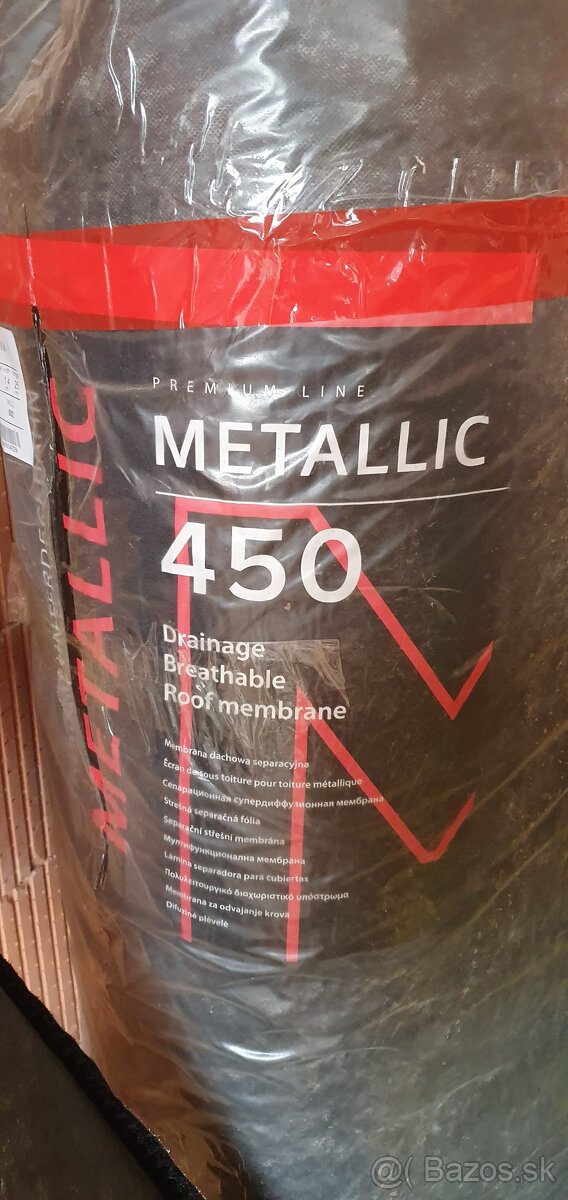 PREMIUM LINE
METALLIC
450
Drainage
Breathable
Roof membrane
Membrana dachowa separacyjna
Écran de sous toiture pour toiture métallique
Сепарационная супердиффузионная мембрана
Strešná separačná fólia
Separační střešní membrána
Мултифункционална мембрана
Lámina separadora para cubiertas
Πολυλειτουργικό διαχωριστικό υπόστρωμα
Membrana za odvajanje krova
Difuzinė plėvelė
METALLIC
@ Bazos.sk